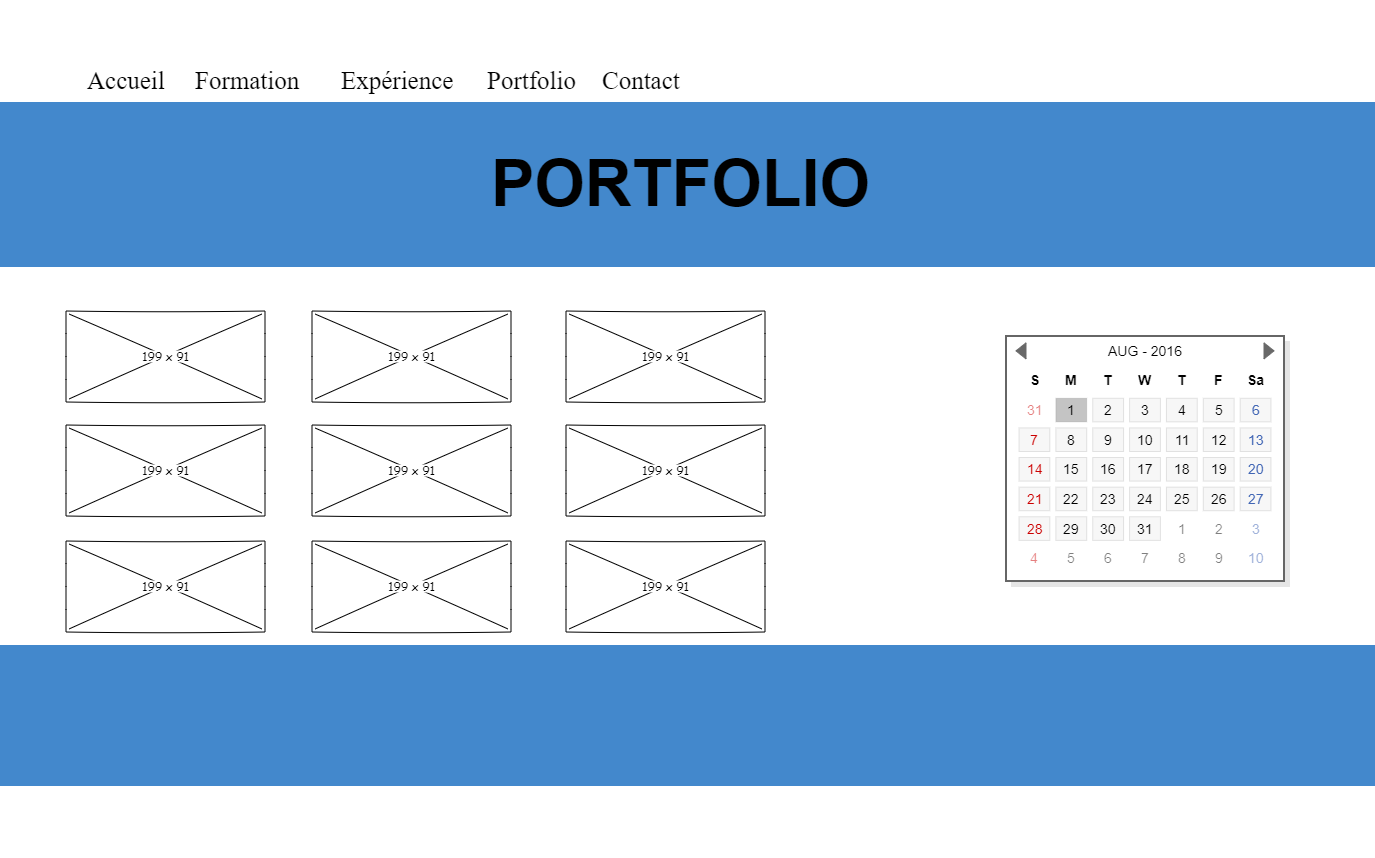 Accueil Formation Expérience Portfolio Contact
PORTFOLIO
199 x 91 199 x 91 199 x 91
199 x 91 199 x 91 199 x 91
199 x 91 199 x 91 199 x 91
AUG - 2016
S M T W T F Sa
31 1 2 3 4 5 6
7 8 9 10 11 12 13
14 15 16 17 18 19 20
21 22 23 24 25 26 27
28 29 30 31 1 2 3
4 5 6 7 8 9 10